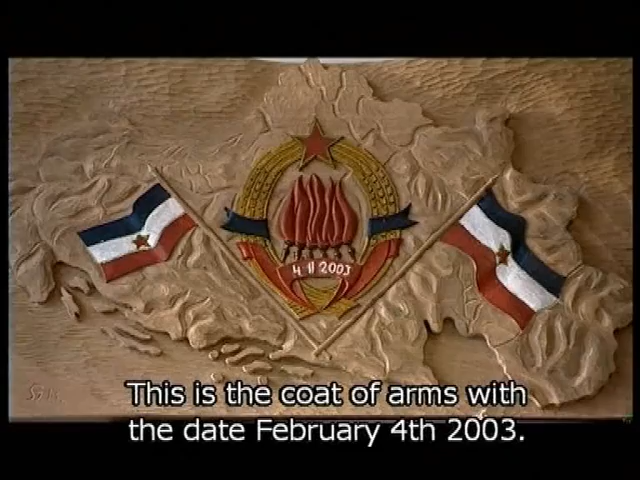 4 II 2003
This is the coat of arms with
the date February 4th 2003.